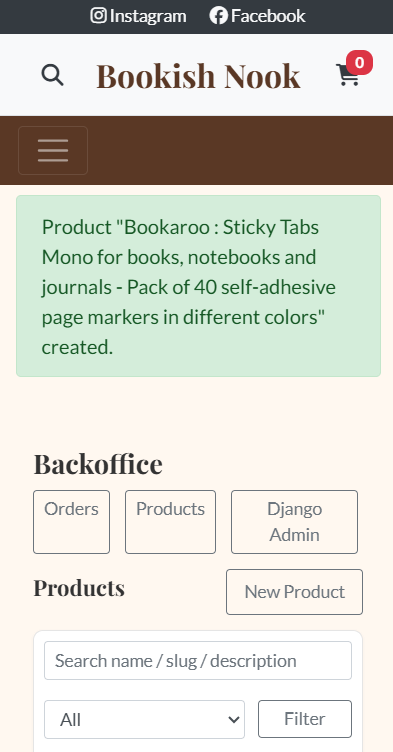 Instagram Facebook
Bookish Nook 0
Product "Bookaroo : Sticky Tabs
Mono for books, notebooks and
journals - Pack of 40 self-adhesive
page markers in different colors"
created.
Backoffice
Orders Products Django
Admin
Products New Product
Search name / slug / description
All Filter